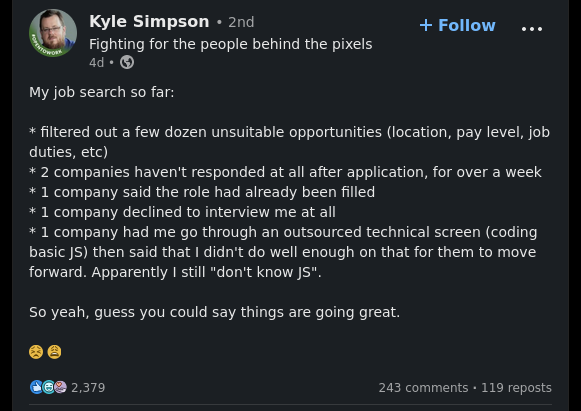 Kyle Simpson • 2nd
+ Follow
Fighting for the people behind the pixels
4d •
My job search so far:
* filtered out a few dozen unsuitable opportunities (location, pay level, job
duties, etc)
* 2 companies haven't responded at all after application, for over a week
* 1 company said the role had already been filled
* 1 company declined to interview me at all
* 1 company had me go through an outsourced technical screen (coding
basic JS) then said that I didn't do well enough on that for them to move
forward. Apparently I still "don't know JS".
So yeah, guess you could say things are going great.
2,379
243 comments • 119 reposts
#OPENTOWORK